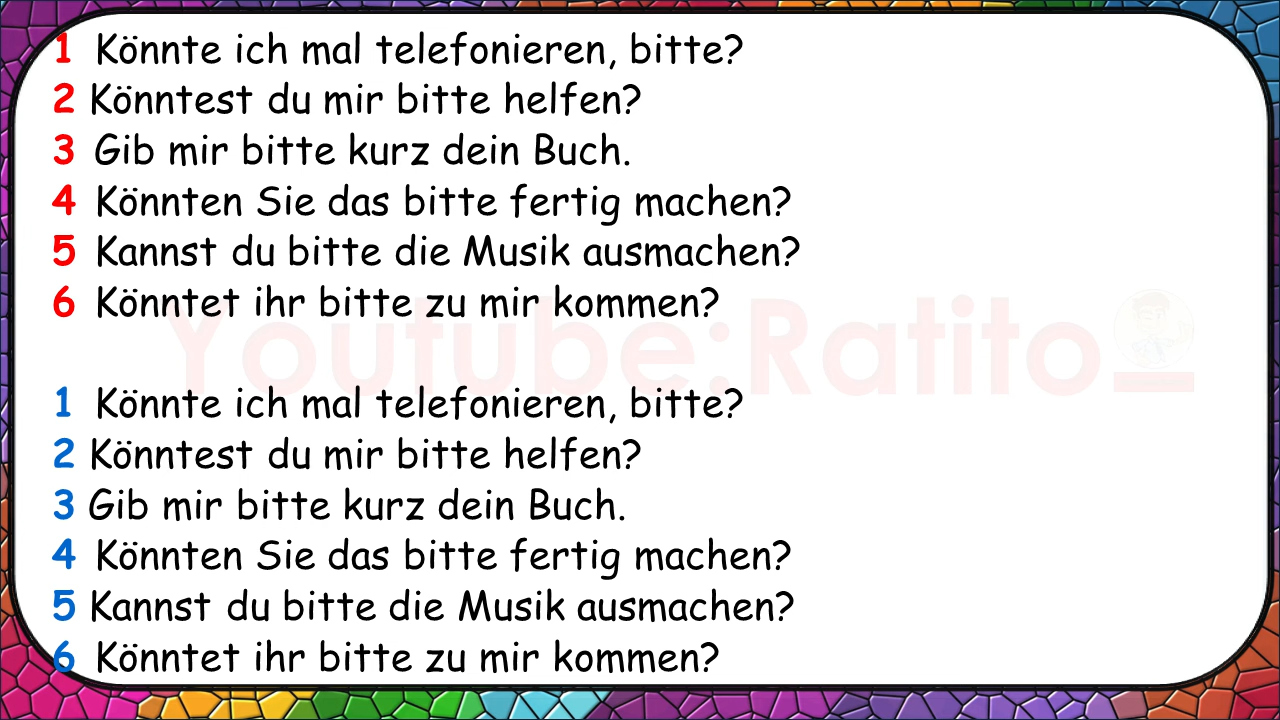 1 Könnte ich mal telefonieren, bitte?
2 Könntest du mir bitte helfen?
3 Gib mir bitte kurz dein Buch.
4 Könnten Sie das bitte fertig machen?
5 Kannst du bitte die Musik ausmachen?
6 Könntet ihr bitte zu mir kommen?
Youtube:Ratito
1 Könnte ich mal telefonieren, bitte?
2 Könntest du mir bitte helfen?
3 Gib mir bitte kurz dein Buch.
4 Könnten Sie das bitte fertig machen?
5 Kannst du bitte die Musik ausmachen?
6 Könntet ihr bitte zu mir kommen?